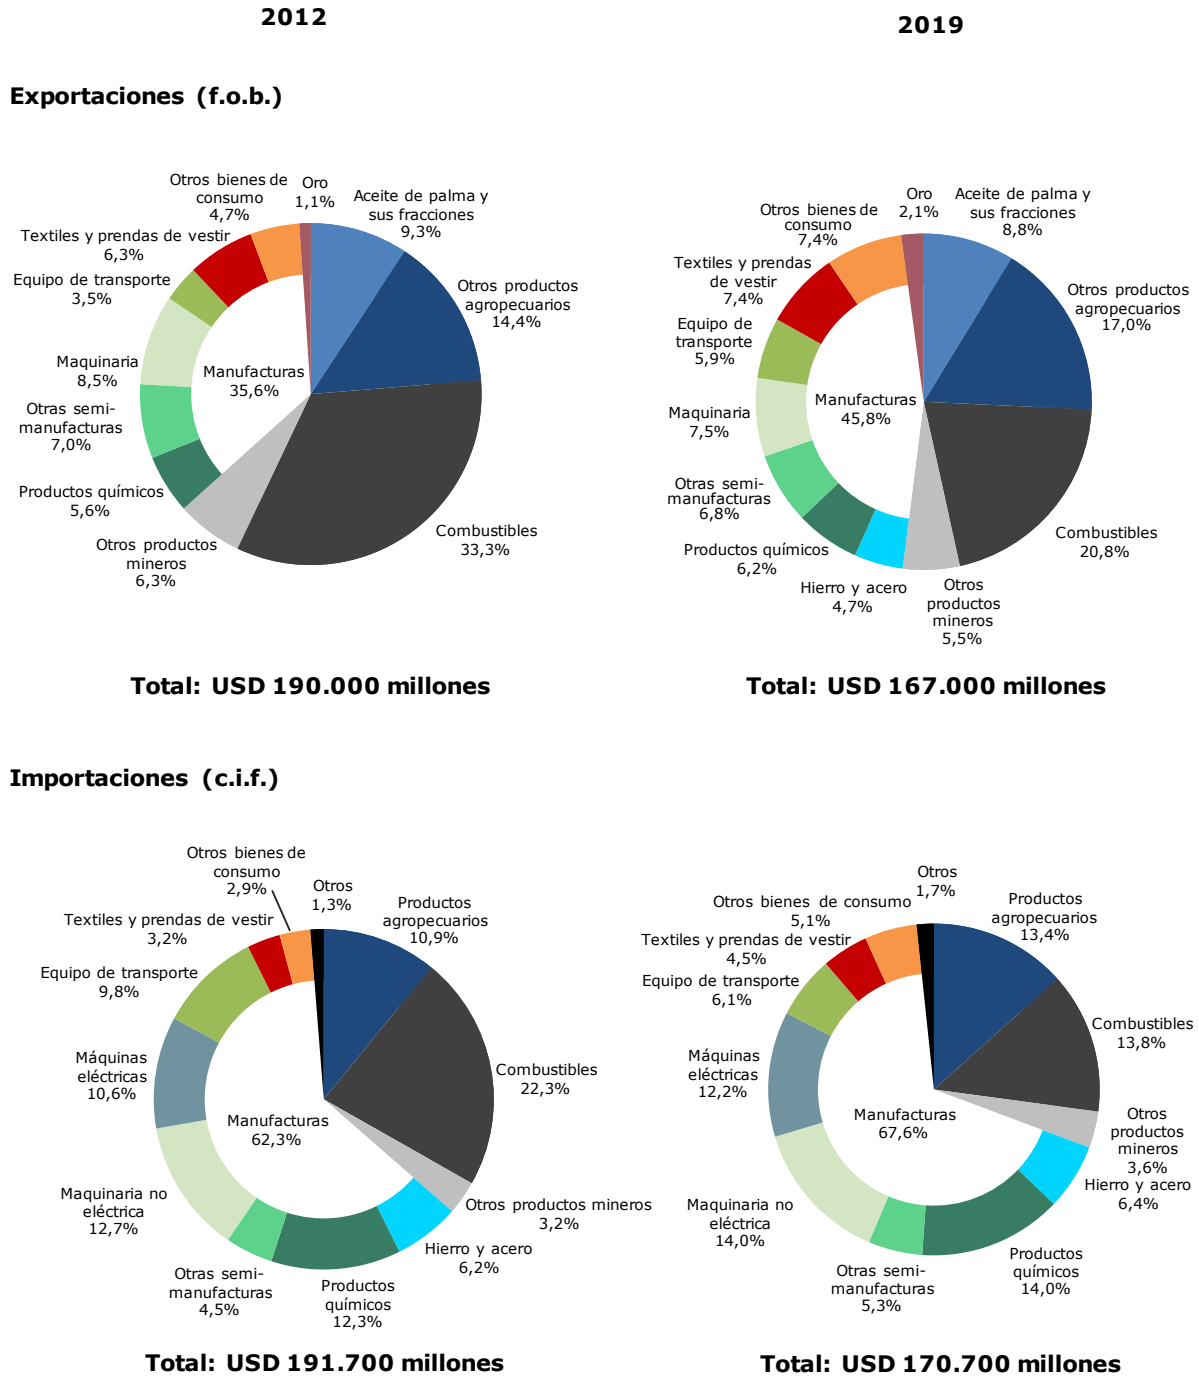 2012
2019
Exportaciones (f.o.b.)
Otros bienes de
consumo
4,7%
Oro
1,1%
Aceite de palma y
sus fracciones
9,3%
Textiles y prendas de vestir
6,3%
Equipo de transporte
3,5%
Otros productos
agropecuarios
14,4%
Maquinaria
8,5%
Manufacturas
35,6%
Otras semi-
manufacturas
7,0%
Productos químicos
5,6%
Otros productos
mineros
6,3%
Combustibles
33,3%
Total: USD 190.000 millones
Otros bienes de
consumo
7,4%
Oro
2,1%
Aceite de palma y
sus fracciones
8,8%
Textiles y prendas
de vestir
7,4%
Otros productos
agropecuarios
17,0%
Equipo de
transporte
5,9%
Maquinaria
7,5%
Manufacturas
45,8%
Otras semi-
manufacturas
6,8%
Productos químicos
6,2%
Hierro y acero
4,7%
Otros
productos
mineros
5,5%
Combustibles
20,8%
Total: USD 167.000 millones
Importaciones (c.i.f.)
Otros bienes de
consumo
2,9%
Otros
1,3%
Productos
agropecuarios
10,9%
Textiles y prendas de vestir
3,2%
Equipo de transporte
9,8%
Máquinas
eléctricas
10,6%
Combustibles
22,3%
Manufacturas
62,3%
Maquinaria no
eléctrica
12,7%
Otros productos mineros
3,2%
Hierro y acero
6,2%
Otras semi-
manufacturas
4,5%
Productos
químicos
12,3%
Total: USD 191.700 millones
Otros
1,7%
Otros bienes de consumo
5,1%
Productos
agropecuarios
13,4%
Textiles y prendas de vestir
4,5%
Equipo de transporte
6,1%
Combustibles
13,8%
Máquinas
eléctricas
12,2%
Manufacturas
67,6%
Otros
productos
mineros
3,6%
Hierro y acero
6,4%
Maquinaria no
eléctrica
14,0%
Otras semi-
manufacturas
5,3%
Productos
químicos
14,0%
Total: USD 170.700 millones